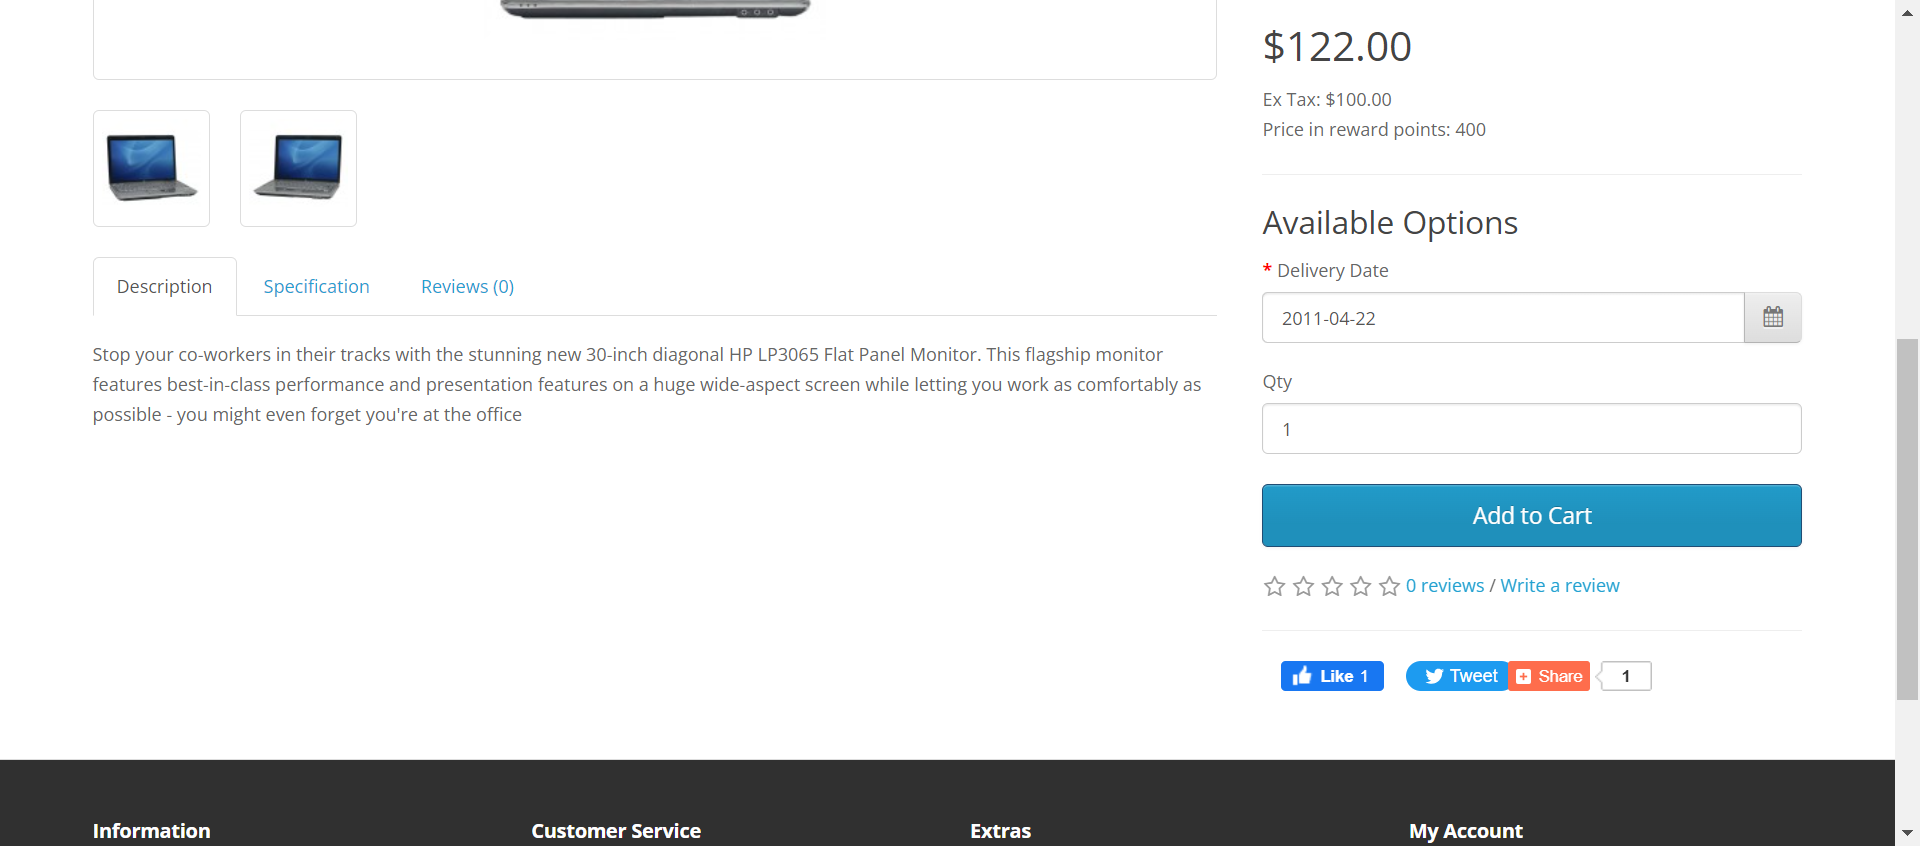 $122.00
Ex Tax: $100.00
Price in reward points: 400
Available Options
* Delivery Date
2011-04-22
Qty
1
Add to Cart
0 reviews / Write a review
Like 1
Tweet
Share
1
Description
Specification
Reviews (0)
Stop your co-workers in their tracks with the stunning new 30-inch diagonal HP LP3065 Flat Panel Monitor. This flagship monitor
features best-in-class performance and presentation features on a huge wide-aspect screen while letting you work as comfortably as
possible - you might even forget you're at the office
Information
Customer Service
Extras
My Account